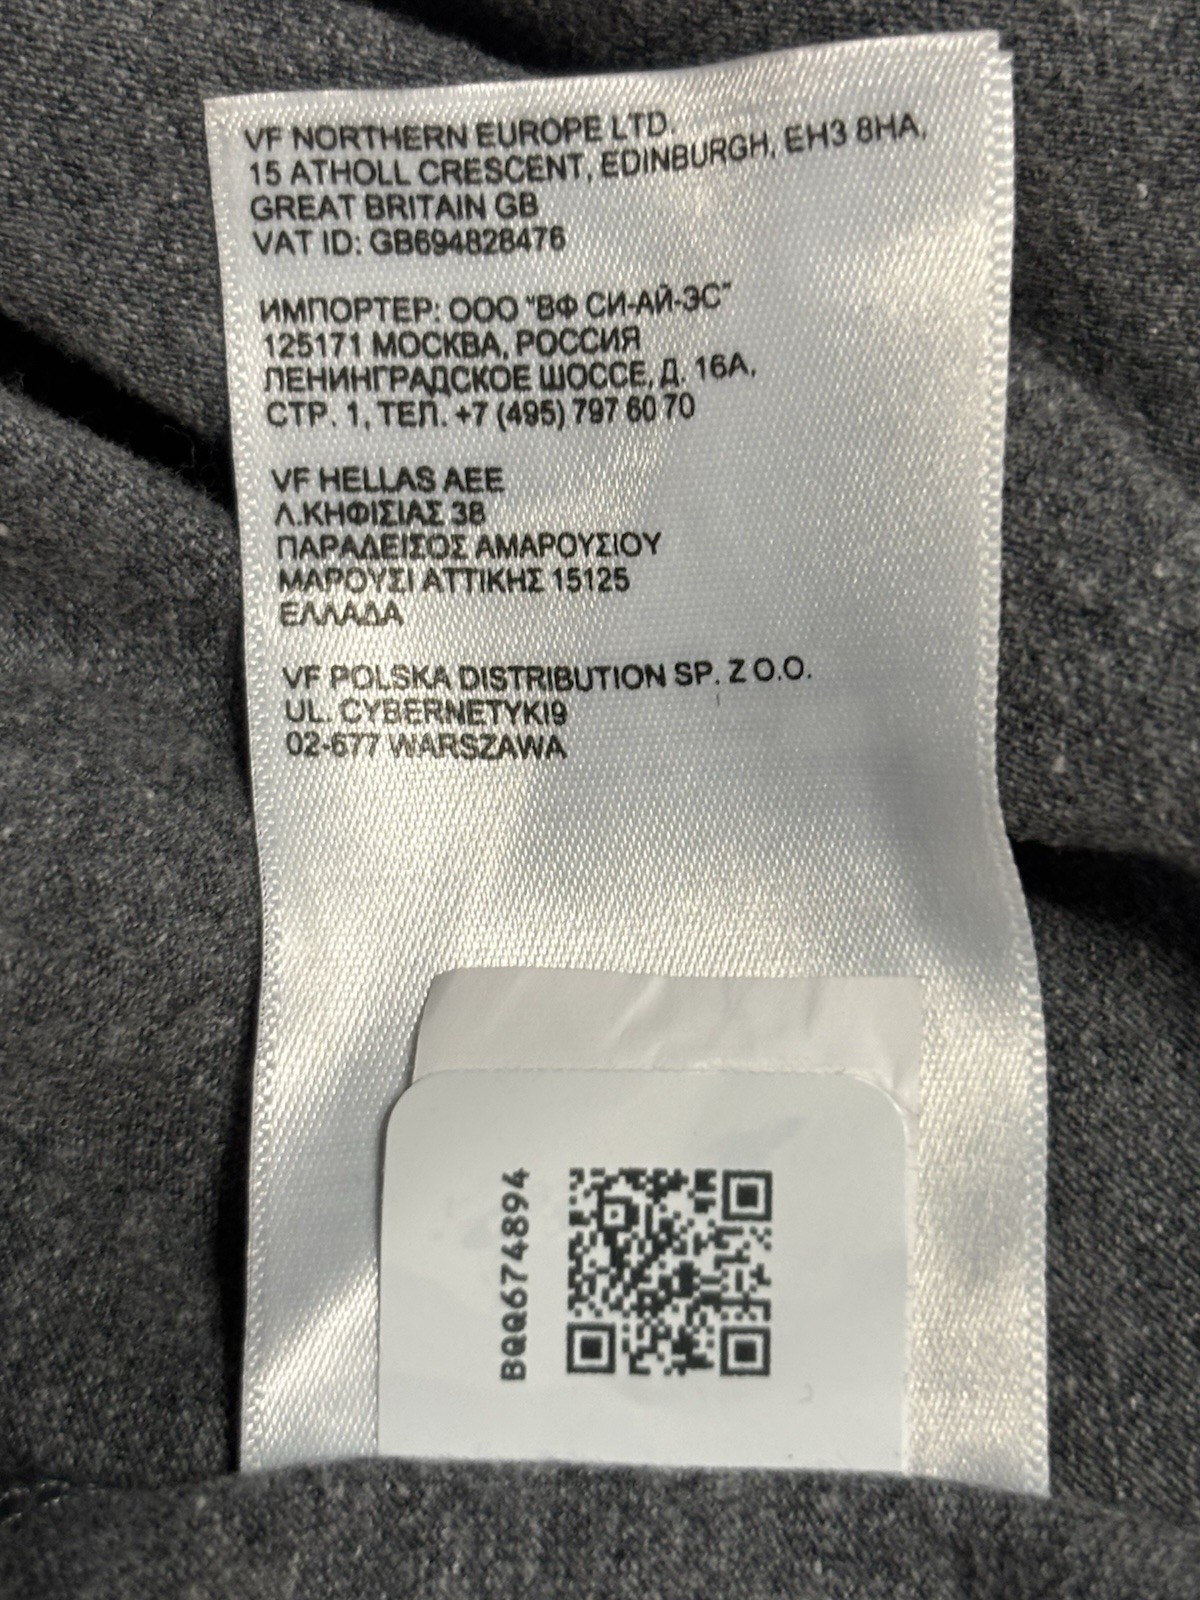 VF NORTHERN EUROPE LTD.
15 ATHOLL CRESCENT, EDINBURGH, EH3 8HA,
GREAT BRITAIN GB
VAT ID: GB694828476
ИМПОРТЕР: ООО "ВФ СИ-АЙ-ЭС"
125171 МОСКВА, РОССИЯ
ЛЕНИНГРАДСКОЕ ШОССЕ, Д. 16А,
СТР. 1, ТЕЛ. +7 (495) 797 60 70
VF HELLAS AEE
Λ.ΚΗΦΙΣΙΑΣ 38
ΠΑΡΑΔΕΙΣΟΣ ΑΜΑΡΟΥΣΙΟΥ
ΜΑΡΟΥΣΙ ΑΤΤΙΚΗΣ 15125
ΕΛΛΑΔΑ
VF POLSKA DISTRIBUTION SP. Z O.O.
UL. CYBERNETYKI9
02-677 WARSZAWA
BQQ674894